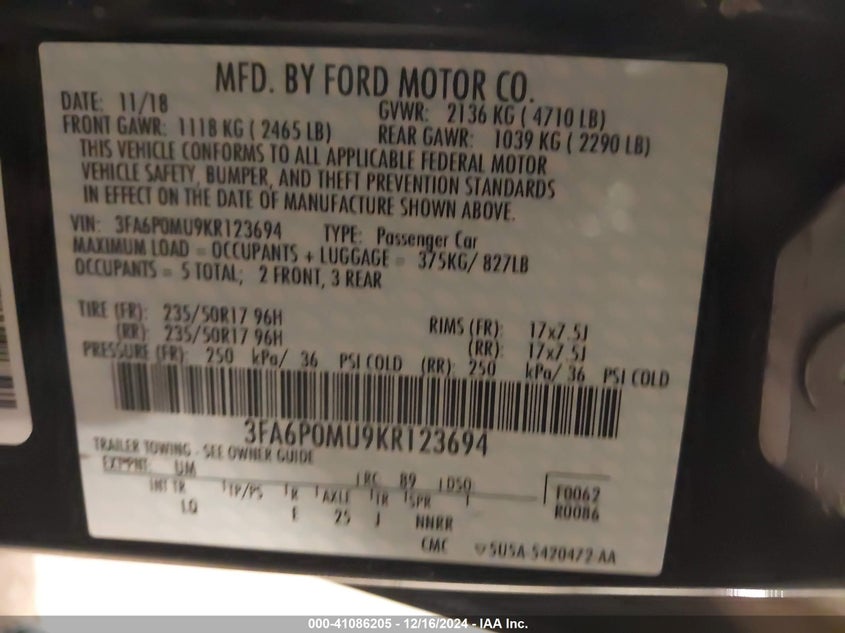 MFD. BY FORD MOTOR CO.
DATE: 11/18 GVWR: 2136 KG ( 4710 LB)
FRONT GAWR: 1118 KG ( 2465 LB) REAR GAWR: 1039 KG ( 2290 LB)
THIS VEHICLE CONFORMS TO ALL APPLICABLE FEDERAL MOTOR
VEHICLE SAFETY, BUMPER, AND THEFT PREVENTION STANDARDS
IN EFFECT ON THE DATE OF MANUFACTURE SHOWN ABOVE.
VIN: 3FA6P0MU9KR123694 TYPE: Passenger Car
MAXIMUM LOAD = OCCUPANTS + LUGGAGE = 375KG/ 827LB
OCCUPANTS = 5 TOTAL; 2 FRONT, 3 REAR
TIRE (FR): 235/50R17 96H RIMS (FR): 17x7.5J
(RR): 235/50R17 96H (RR): 17x7.5J
PRESSURE (FR): 250 kPa/ 36 PSI COLD (RR): 250 kPa/ 36 PSI COLD
3FA6P0MU9KR123694
TRAILER TOWING - SEE OWNER GUIDE
EXT PNT: UM RC 89 DSO F0062
INT TR TP/PS R AXLE TR SPR R0086
LQ E 25 J NNRR
CMC 5U5A-5420472-AA
000-41086205 - 12/16/2024 - IAA Inc.